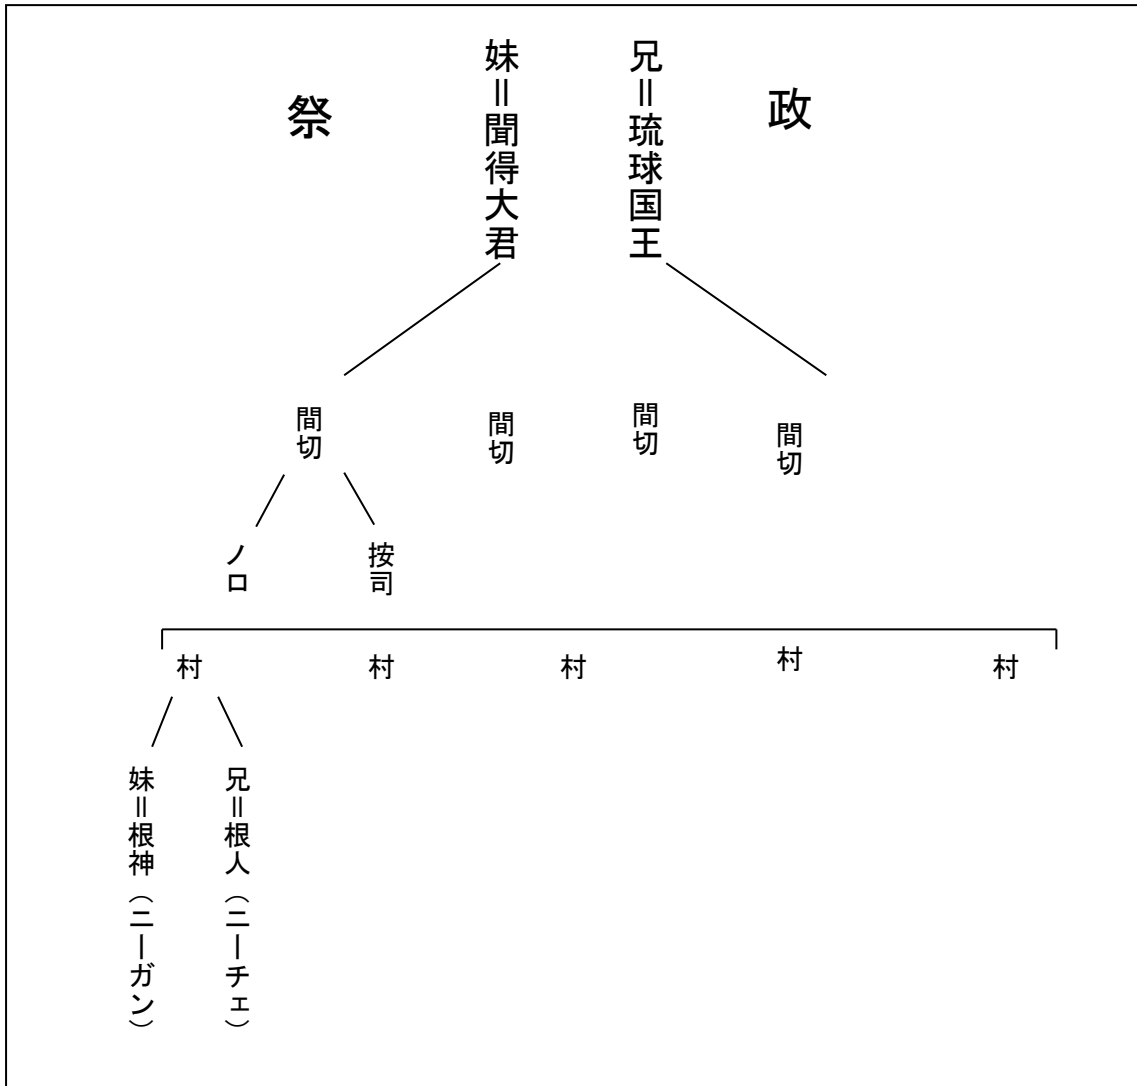 政
兄＝琉球国王
妹＝聞得大君
祭
間切
間切
間切
間切
ノロ
按司
村
村
村
村
村
妹＝根神（ニーガン）
兄＝根人（ニーチェ）